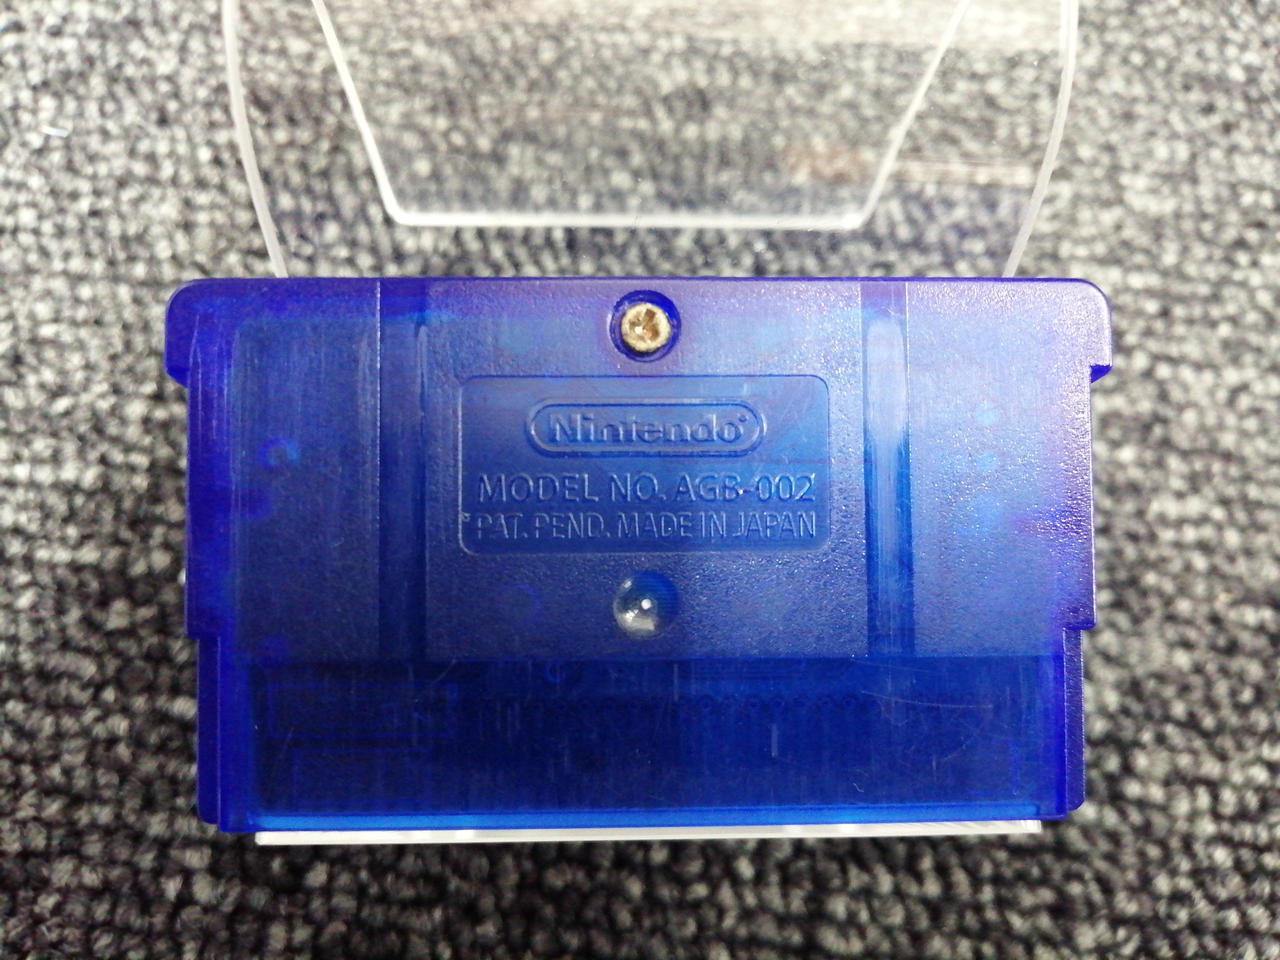 Nintendo
MODEL NO. AGB-002
PAT. PEND. MADE IN JAPAN